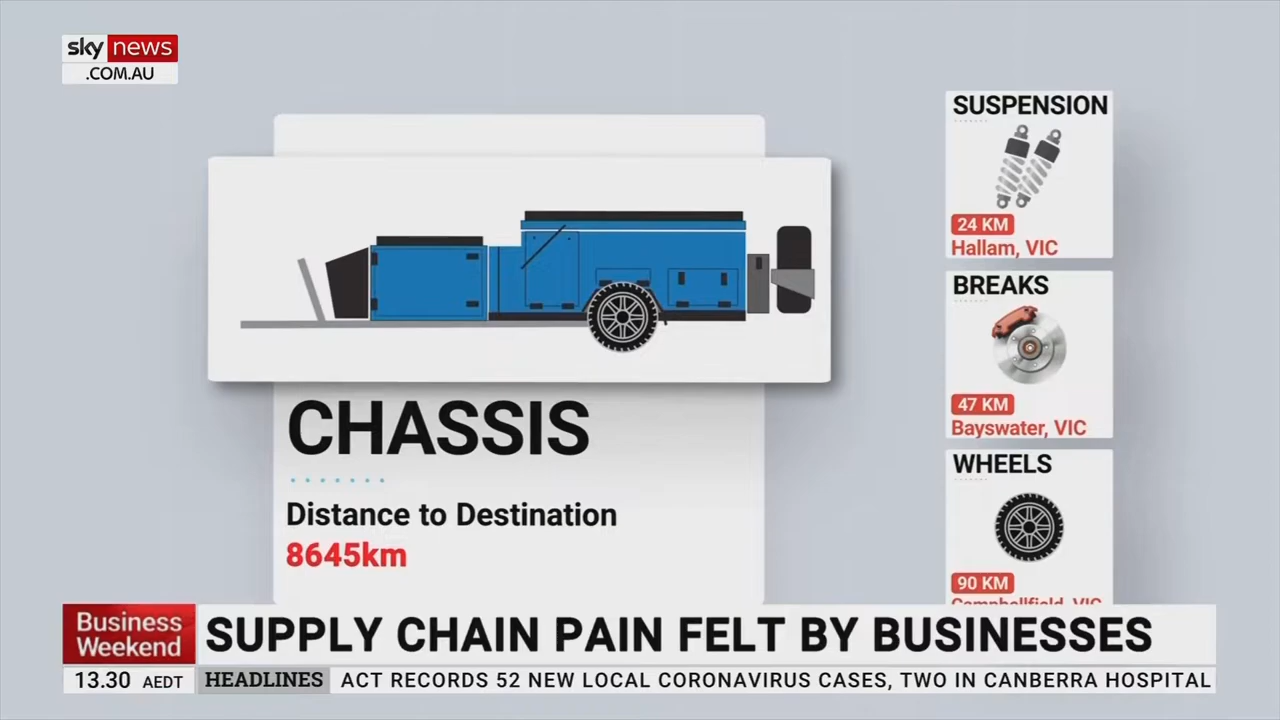 sky news
.COM.AU
CHASSIS
Distance to Destination
8645km
SUSPENSION
24 KM
Hallam, VIC
BREAKS
47 KM
Bayswater, VIC
WHEELS
90 KM
Campbellfield, VIC
Business
Weekend
SUPPLY CHAIN PAIN FELT BY BUSINESSES
13.30 AEDT
HEADLINES
ACT RECORDS 52 NEW LOCAL CORONAVIRUS CASES, TWO IN CANBERRA HOSPITAL